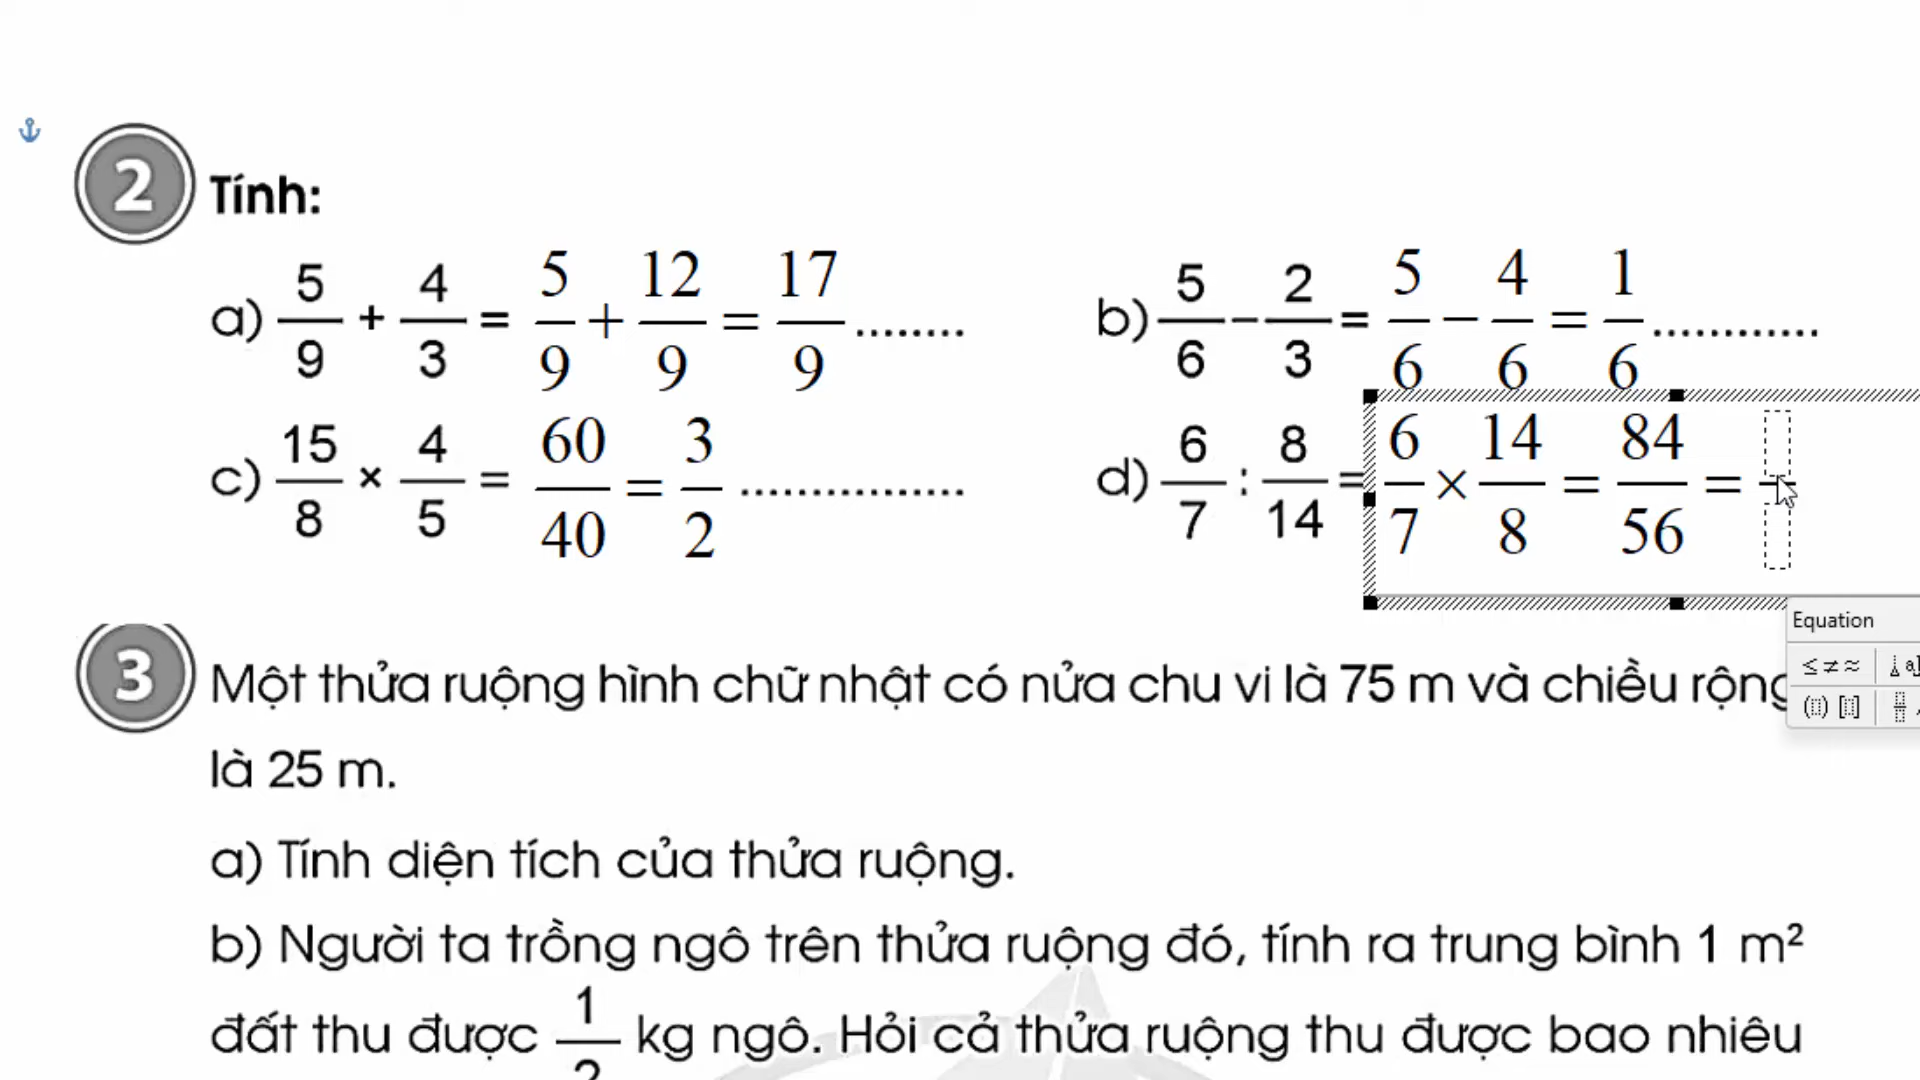 2 Tính:
a) 5/9 + 4/3 = 5/9 + 12/9 = 17/9 ........
b) 5/6 − 2/3 = 5/6 − 4/6 = 1/6 ............
c) 15/8 × 4/5 = 60/40 = 3/2 .................
d) 6/7 : 8/14 = 6/7 × 14/8 = 84/56 =
Equation
≤ ≠ ≈
3 Một thửa ruộng hình chữ nhật có nửa chu vi là 75 m và chiều rộng
là 25 m.
a) Tính diện tích của thửa ruộng.
b) Người ta trồng ngô trên thửa ruộng đó, tính ra trung bình 1 m²
đất thu được 1/2 kg ngô. Hỏi cả thửa ruộng thu được bao nhiêu